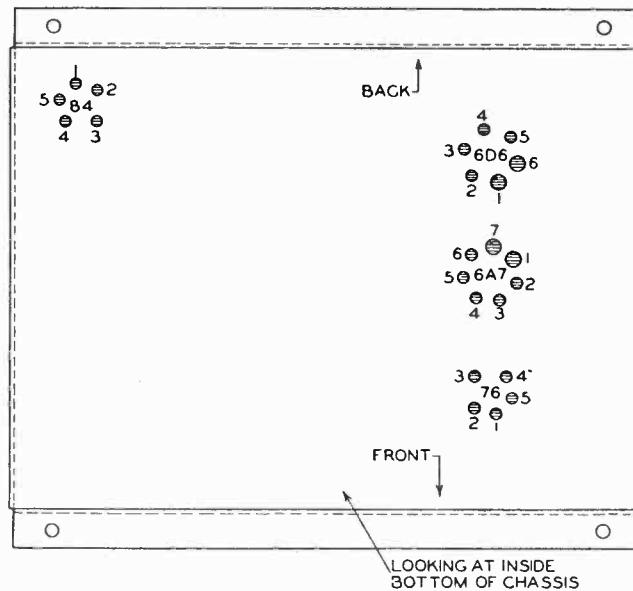 BACK
1
2
5 84
4 3
4
5
3 6D6 6
2
1
7
6 1
5 6A7 2
4 3
3 4
76 5
2 1
FRONT
LOOKING AT INSIDE
BOTTOM OF CHASSIS